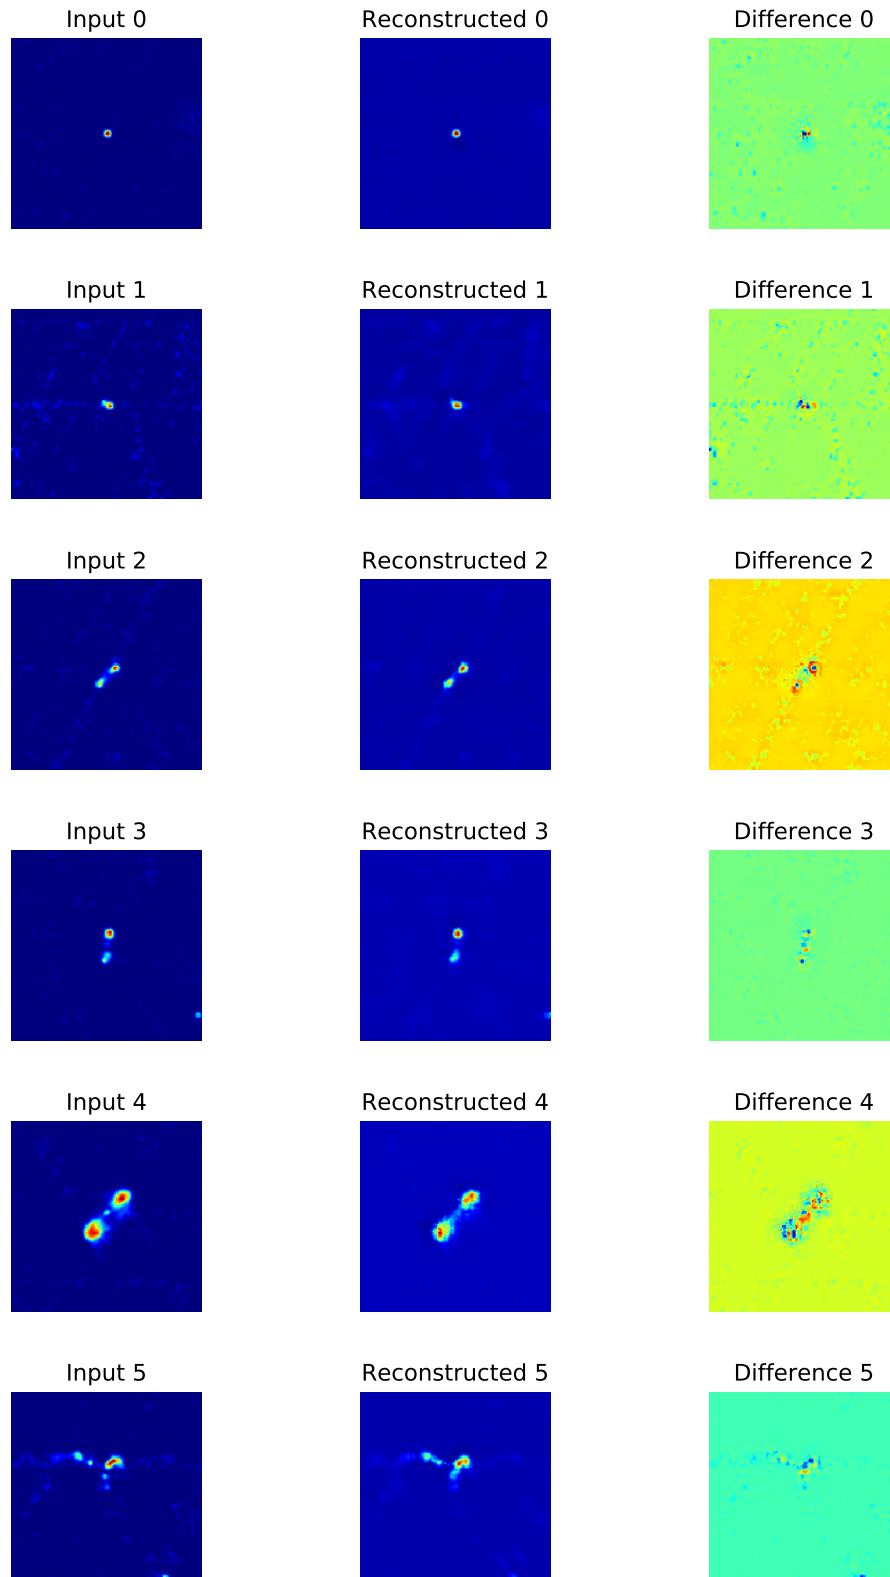 Input 0 Reconstructed 0 Difference 0
Input 1 Reconstructed 1 Difference 1
Input 2 Reconstructed 2 Difference 2
Input 3 Reconstructed 3 Difference 3
Input 4 Reconstructed 4 Difference 4
Input 5 Reconstructed 5 Difference 5